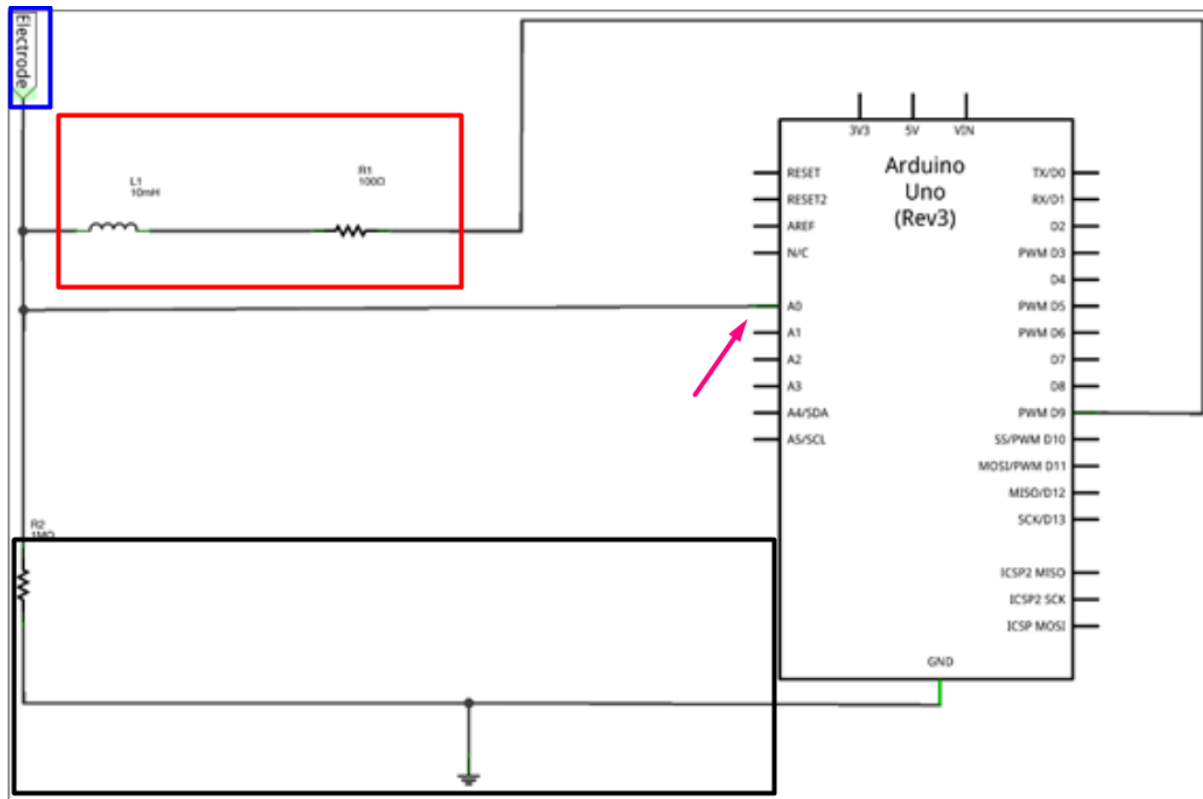 Electrode
L1
10mH
R1
100Ω
R2
1MΩ
3V3
5V
VIN
Arduino
Uno
(Rev3)
RESET
RESET2
AREF
N/C
A0
A1
A2
A3
A4/SDA
A5/SCL
TX/D0
RX/D1
D2
PWM D3
D4
PWM D5
PWM D6
D7
D8
PWM D9
SS/PWM D10
MOSI/PWM D11
MISO/D12
SCK/D13
ICSP2 MISO
ICSP2 SCK
ICSP MOSI
GND